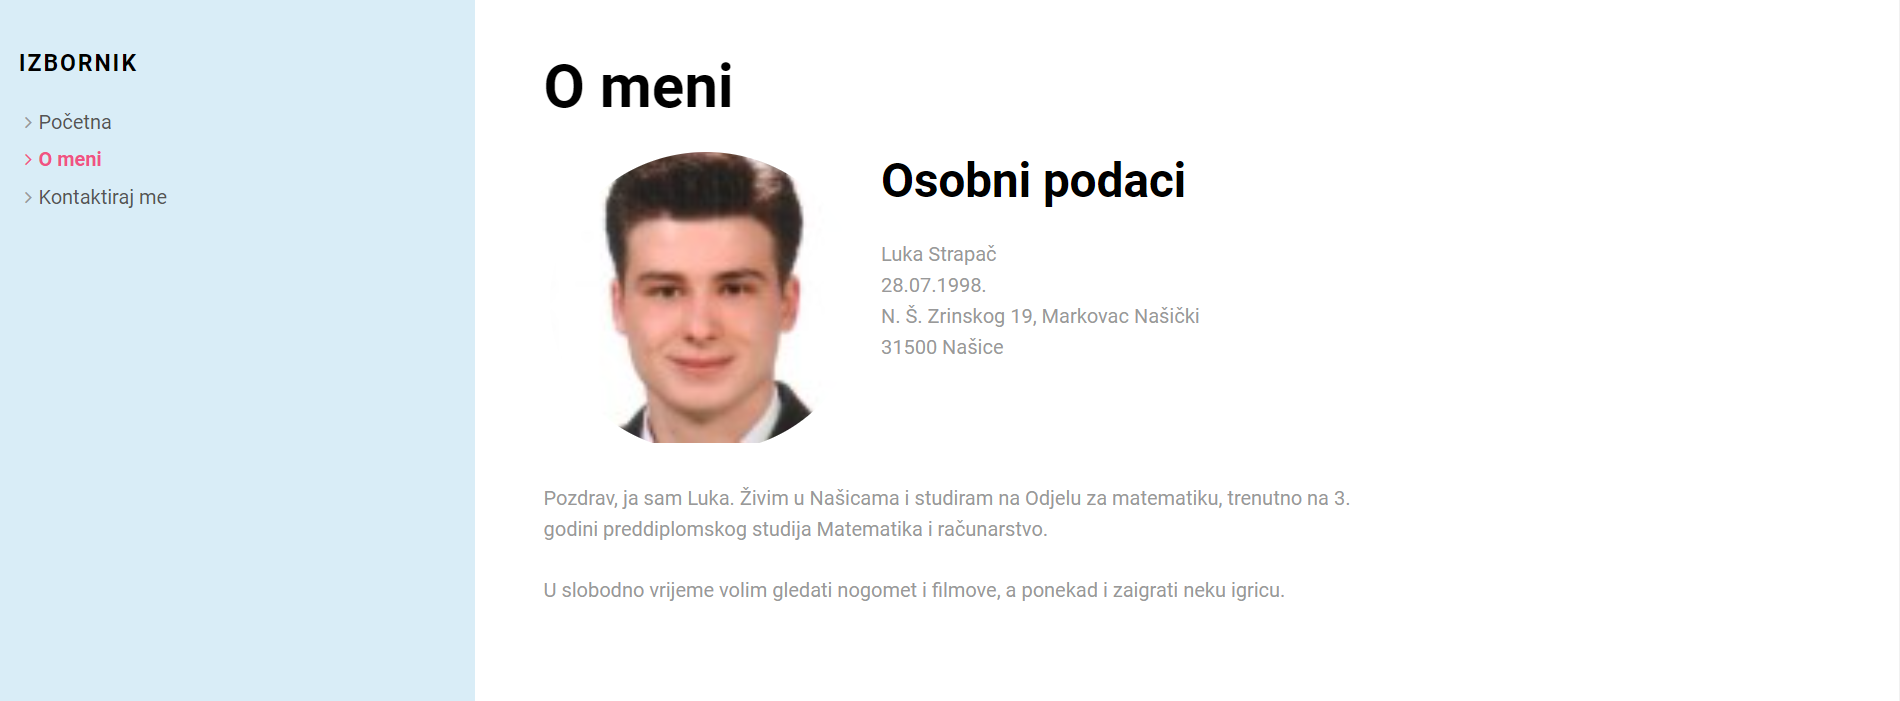 IZBORNIK
Početna
O meni
Kontaktiraj me
O meni
Osobni podaci
Luka Strapač
28.07.1998.
N. Š. Zrinskog 19, Markovac Našički
31500 Našice
Pozdrav, ja sam Luka. Živim u Našicama i studiram na Odjelu za matematiku, trenutno na 3.
godini preddiplomskog studija Matematika i računarstvo.
U slobodno vrijeme volim gledati nogomet i filmove, a ponekad i zaigrati neku igricu.